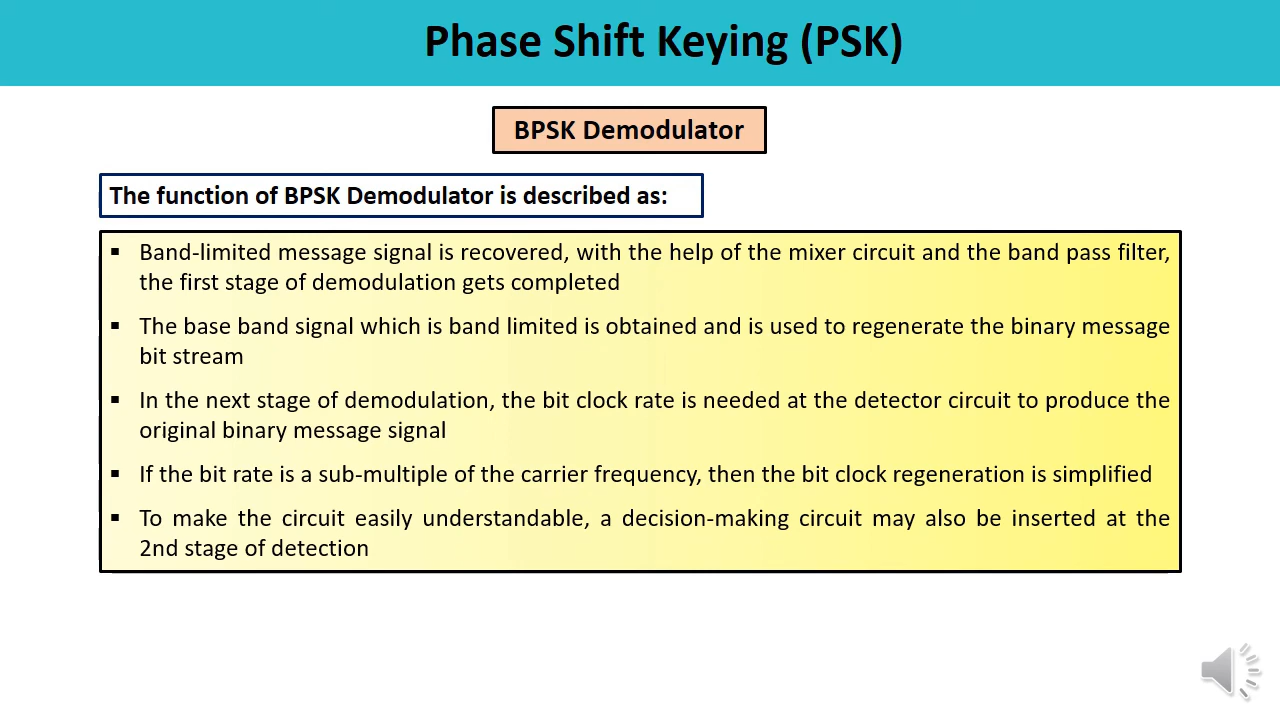 Phase Shift Keying (PSK)
BPSK Demodulator
The function of BPSK Demodulator is described as:
▪ Band-limited message signal is recovered, with the help of the mixer circuit and the band pass filter,
the first stage of demodulation gets completed
▪ The base band signal which is band limited is obtained and is used to regenerate the binary message
bit stream
▪ In the next stage of demodulation, the bit clock rate is needed at the detector circuit to produce the
original binary message signal
▪ If the bit rate is a sub-multiple of the carrier frequency, then the bit clock regeneration is simplified
▪ To make the circuit easily understandable, a decision-making circuit may also be inserted at the
2nd stage of detection